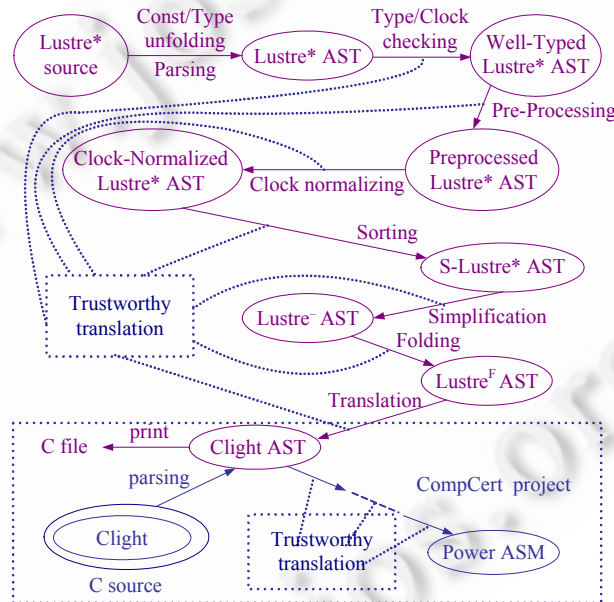 Const/Type
unfolding
Parsing
Type/Clock
checking
Lustre*
source
Lustre* AST
Well-Typed
Lustre* AST
Pre-Processing
Clock-Normalized
Lustre* AST
Clock normalizing
Preprocessed
Lustre* AST
Sorting
S-Lustre* AST
Trustworthy
translation
Lustre⁻ AST
Simplification
Folding
Lustreᶠ AST
Translation
C file
print
Clight AST
parsing
CompCert project
Clight
Trustworthy
translation
Power ASM
C source